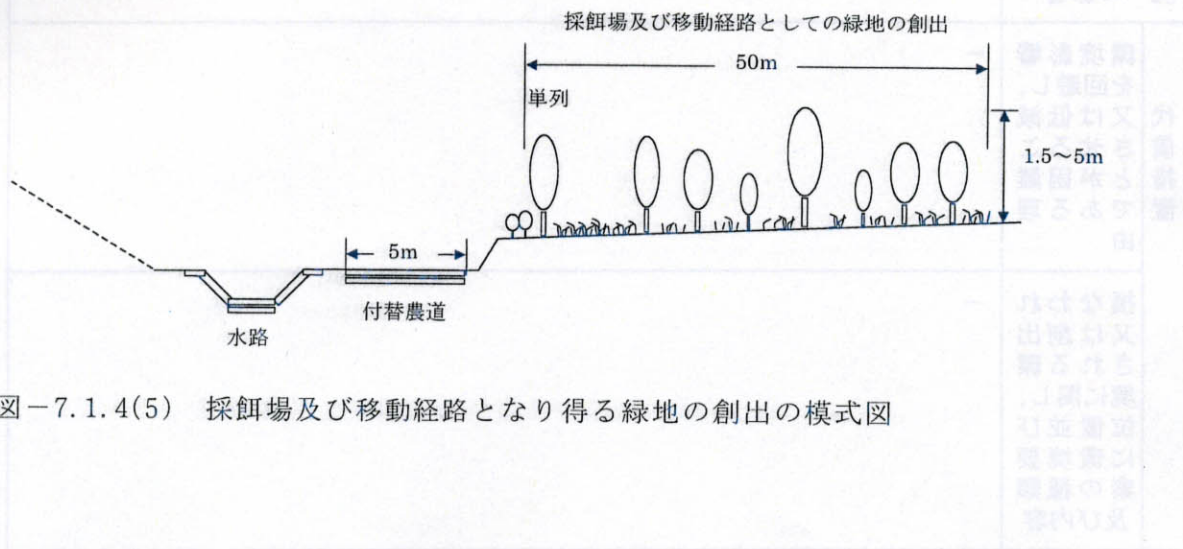 採餌場及び移動経路としての緑地の創出
50m
単列
1.5～5m
5m
付替農道
水路
図－7.1.4(5) 採餌場及び移動経路となり得る緑地の創出の模式図